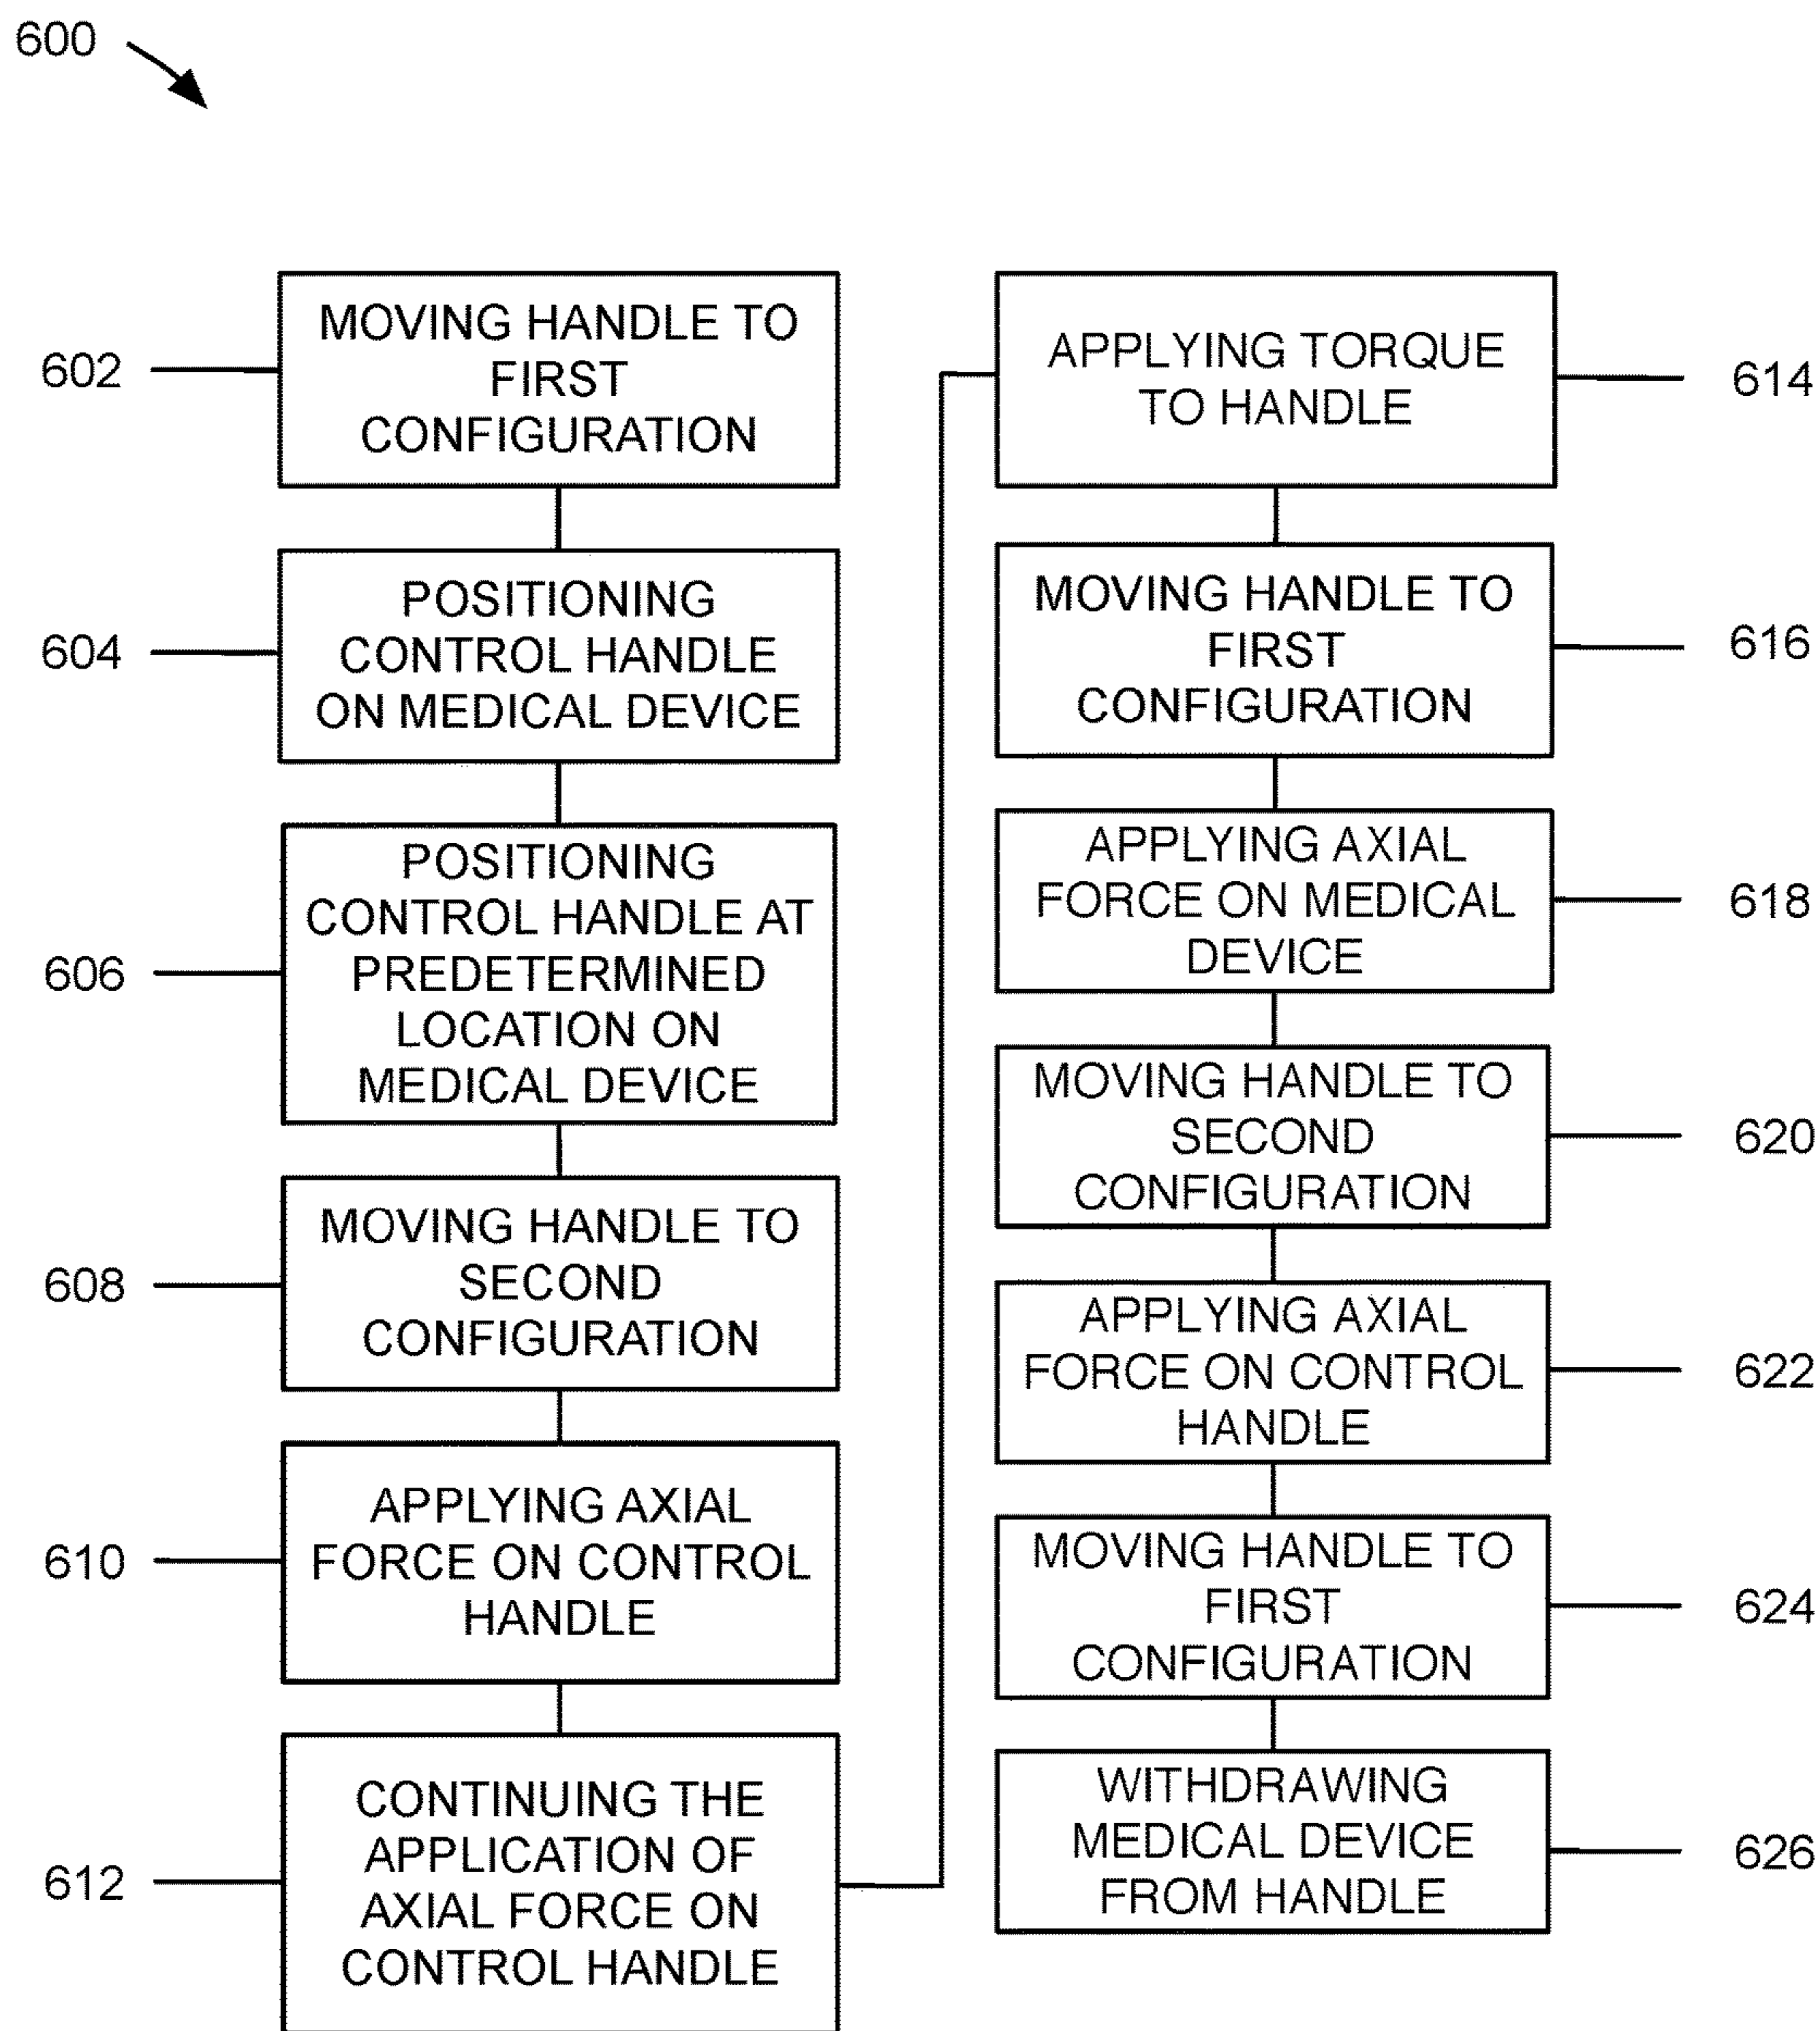 600
602
MOVING HANDLE TO
FIRST
CONFIGURATION
604
POSITIONING
CONTROL HANDLE
ON MEDICAL DEVICE
606
POSITIONING
CONTROL HANDLE AT
PREDETERMINED
LOCATION ON
MEDICAL DEVICE
608
MOVING HANDLE TO
SECOND
CONFIGURATION
610
APPLYING AXIAL
FORCE ON CONTROL
HANDLE
612
CONTINUING THE
APPLICATION OF
AXIAL FORCE ON
CONTROL HANDLE
APPLYING TORQUE
TO HANDLE
614
MOVING HANDLE TO
FIRST
CONFIGURATION
616
APPLYING AXIAL
FORCE ON MEDICAL
DEVICE
618
MOVING HANDLE TO
SECOND
CONFIGURATION
620
APPLYING AXIAL
FORCE ON CONTROL
HANDLE
622
MOVING HANDLE TO
FIRST
CONFIGURATION
624
WITHDRAWING
MEDICAL DEVICE
FROM HANDLE
626